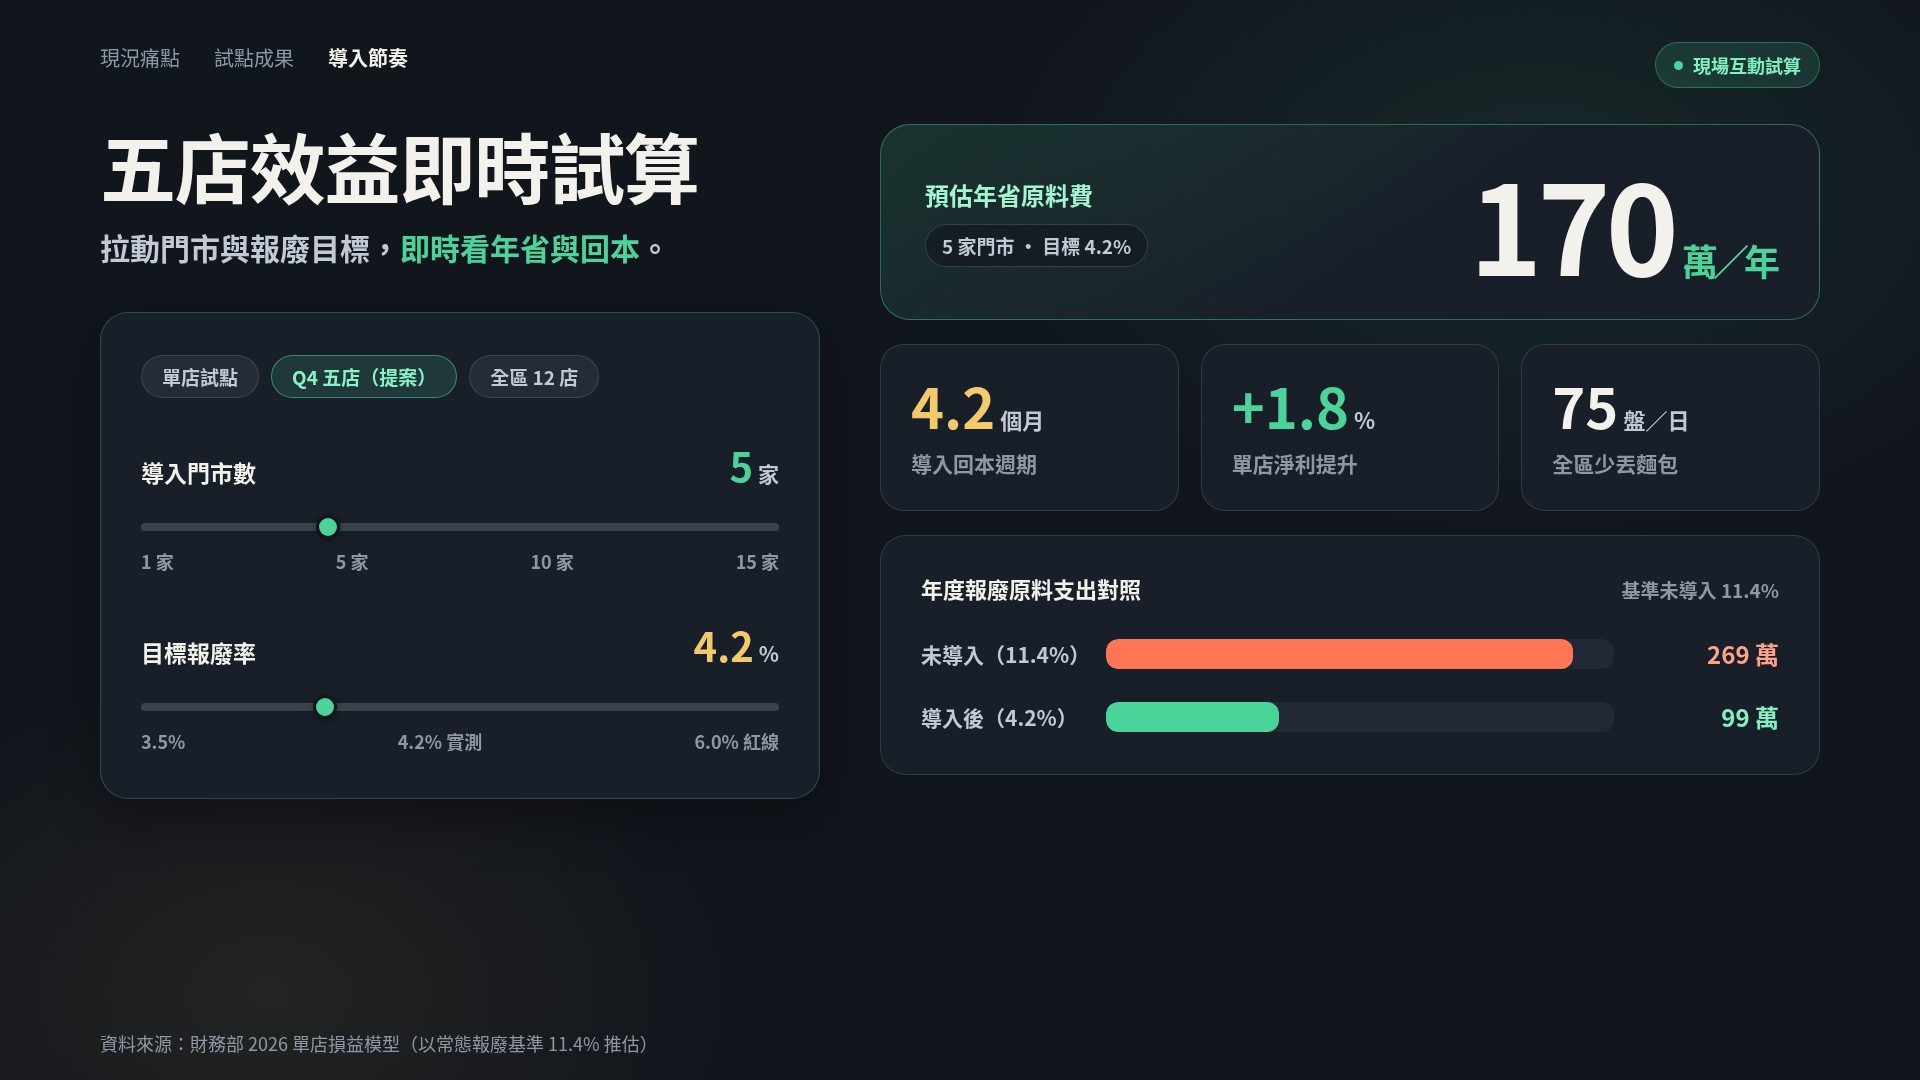 現況痛點 試點成果 導入節奏
現場互動試算
五店效益即時試算
拉動門市與報廢目標，即時看年省與回本。
單店試點 Q4 五店（提案） 全區 12 店
導入門市數 5 家
1 家 5 家 10 家 15 家
目標報廢率 4.2 %
3.5% 4.2% 實測 6.0% 紅線
預估年省原料費
5 家門市 · 目標 4.2%
170 萬／年
4.2 個月
導入回本週期
+1.8 %
單店淨利提升
75 盤／日
全區少丟麵包
年度報廢原料支出對照 基準未導入 11.4%
未導入（11.4%） 269 萬
導入後（4.2%） 99 萬
資料來源：財務部 2026 單店損益模型（以常態報廢基準 11.4% 推估）